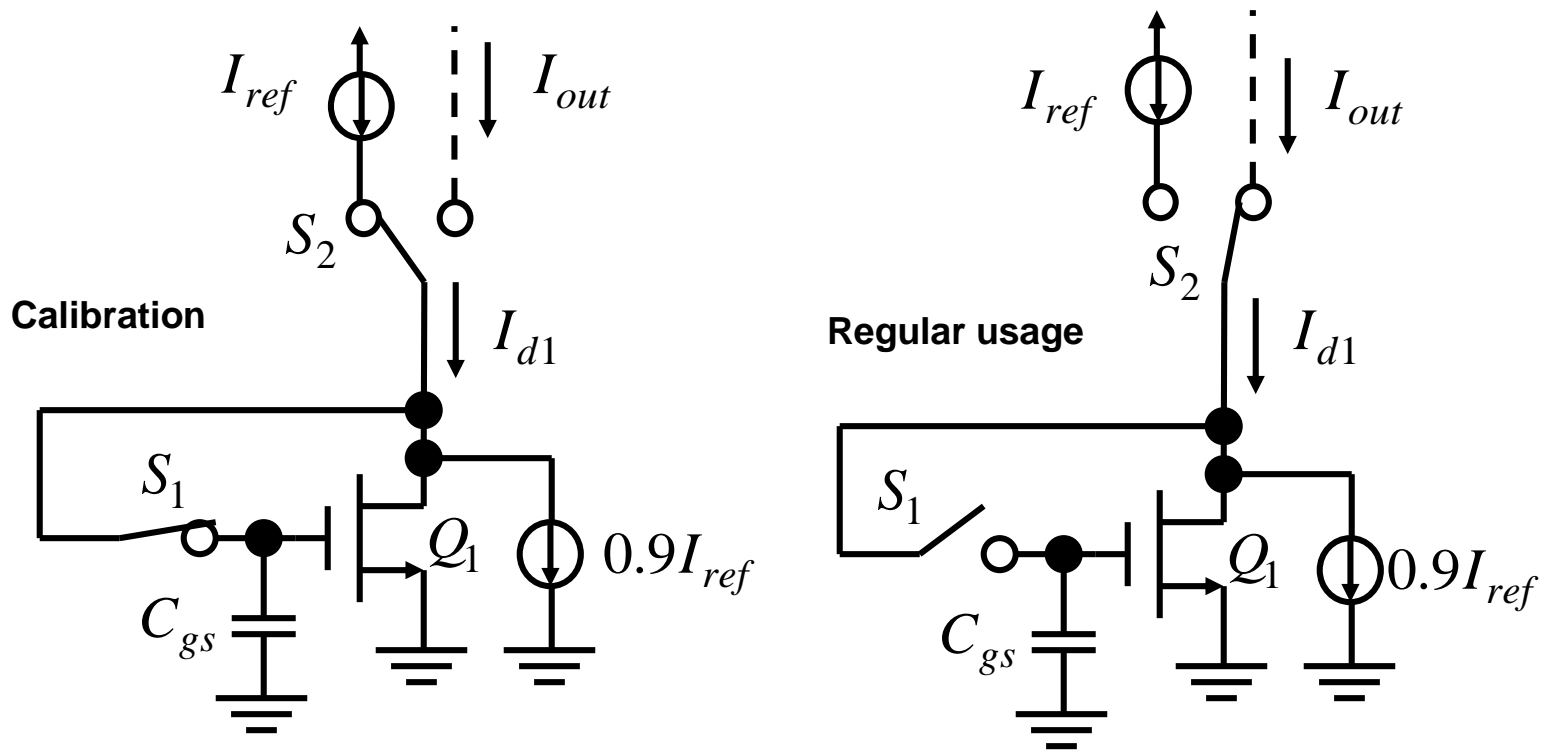 I_ref
I_out
S_2
Calibration
I_d1
S_1
Q_1
0.9I_ref
C_gs
I_ref
I_out
S_2
Regular usage
I_d1
S_1
Q_1
0.9I_ref
C_gs